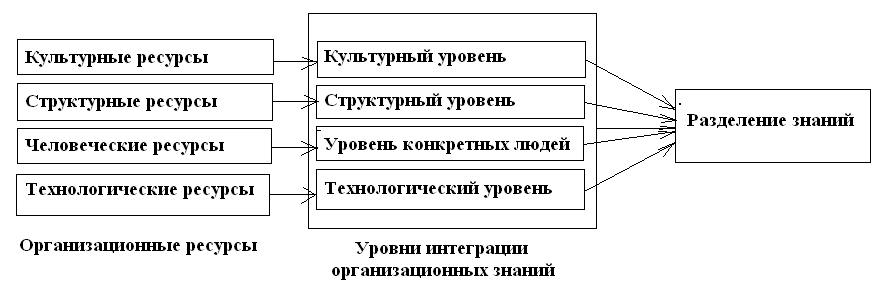 Культурные ресурсы
Структурные ресурсы
Человеческие ресурсы
Технологические ресурсы
Организационные ресурсы
Культурный уровень
Структурный уровень
Уровень конкретных людей
Технологический уровень
Уровни интеграции
организационных знаний
Разделение знаний